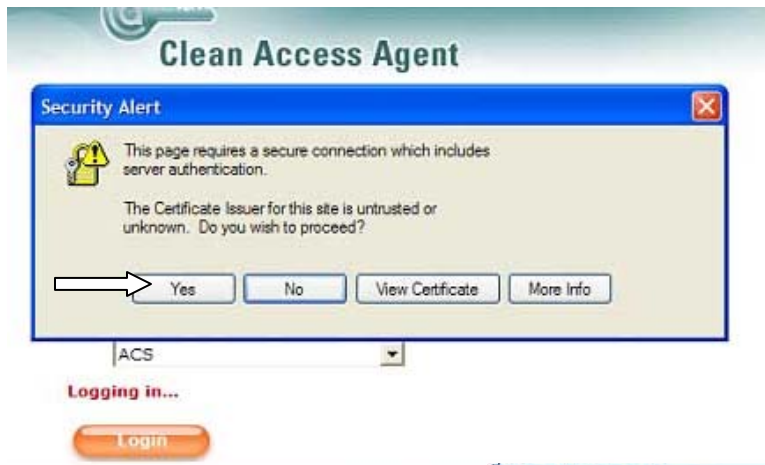 Clean Access Agent
Security Alert
This page requires a secure connection which includes
server authentication.
The Certificate Issuer for this site is untrusted or
unknown. Do you wish to proceed?
Yes No View Certificate More Info
ACS
Logging in...
Login